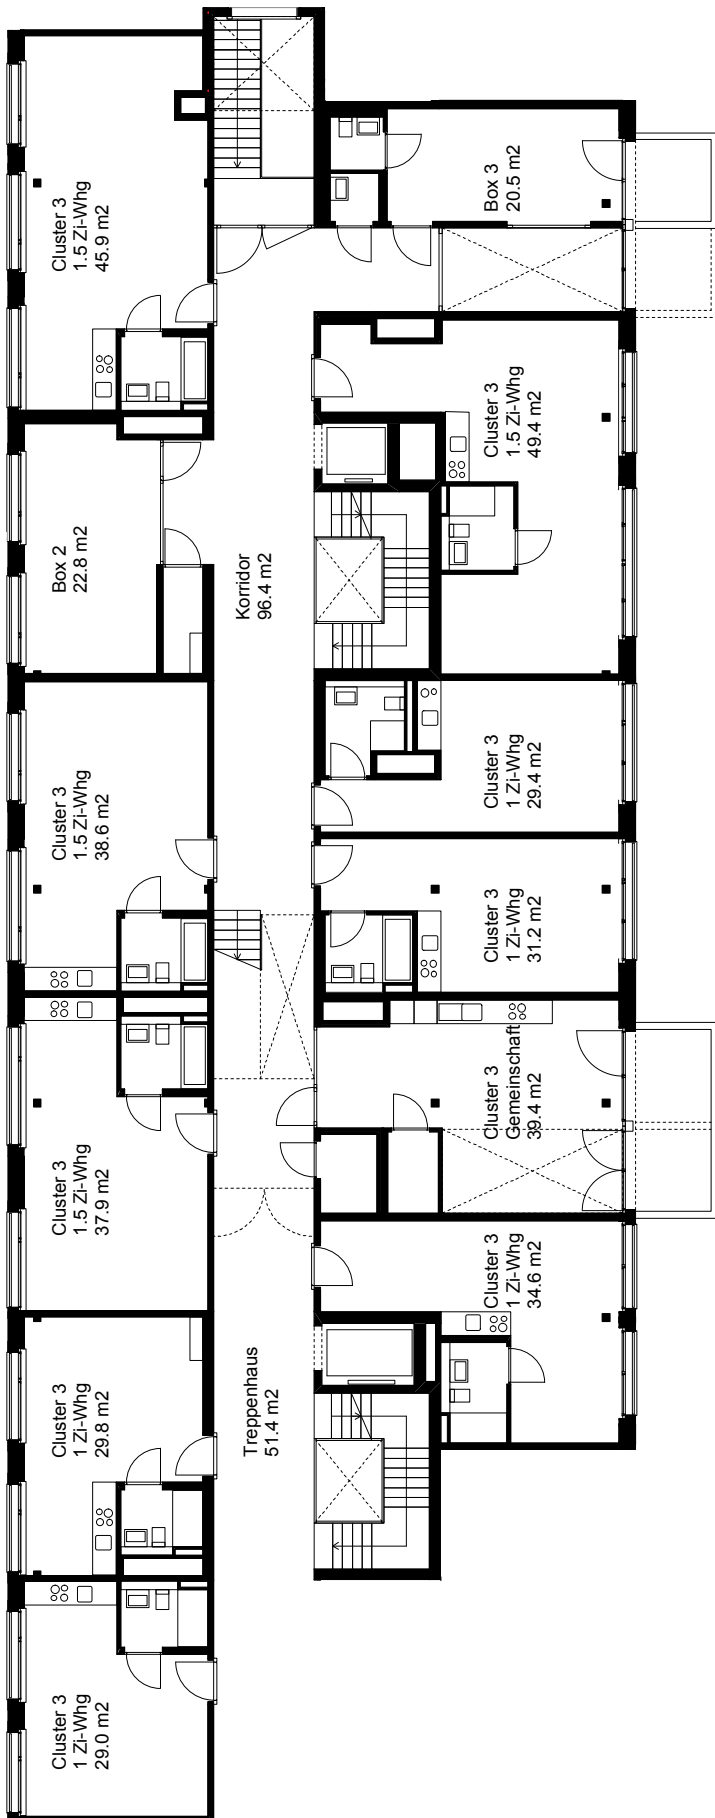 Cluster 3
1.5 Zi-Whg
45.9 m2
Box 3
20.5 m2
Cluster 3
1.5 Zi-Whg
49.4 m2
Box 2
22.8 m2
Korridor
96.4 m2
Cluster 3
1.5 Zi-Whg
38.6 m2
Cluster 3
1 Zi-Whg
29.4 m2
Cluster 3
1 Zi-Whg
31.2 m2
Cluster 3
1.5 Zi-Whg
37.9 m2
Cluster 3
Gemeinschaft
39.4 m2
Cluster 3
1 Zi-Whg
34.6 m2
Cluster 3
1 Zi-Whg
29.8 m2
Treppenhaus
51.4 m2
Cluster 3
1 Zi-Whg
29.0 m2